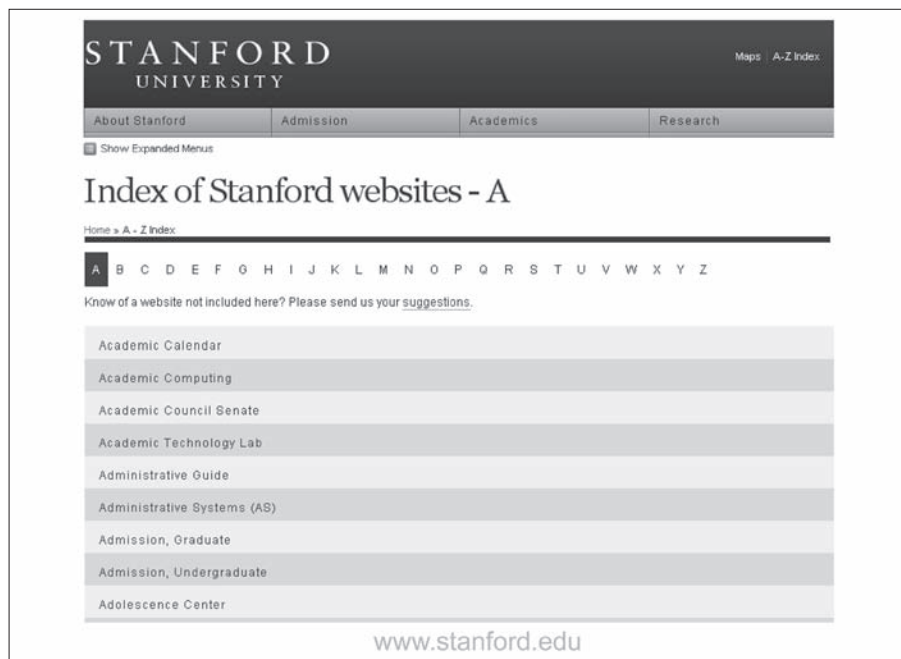 STANFORD
UNIVERSITY
Maps | A-Z Index
About Stanford Admission Academics Research
Show Expanded Menus
Index of Stanford websites - A
Home » A - Z Index
A B C D E F G H I J K L M N O P Q R S T U V W X Y Z
Know of a website not included here? Please send us your suggestions.
Academic Calendar
Academic Computing
Academic Council Senate
Academic Technology Lab
Administrative Guide
Administrative Systems (AS)
Admission, Graduate
Admission, Undergraduate
Adolescence Center
www.stanford.edu